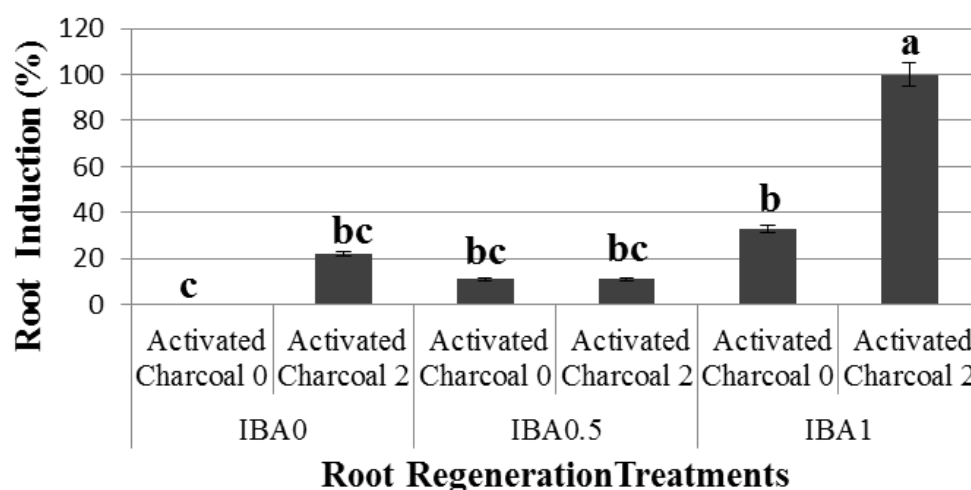 Root Induction (%)
120
100
80
60
40
20
0
c
bc
bc
bc
b
a
Activated Charcoal 0
Activated Charcoal 2
Activated Charcoal 0
Activated Charcoal 2
Activated Charcoal 0
Activated Charcoal 2
IBA0
IBA0.5
IBA1
Root RegenerationTreatments